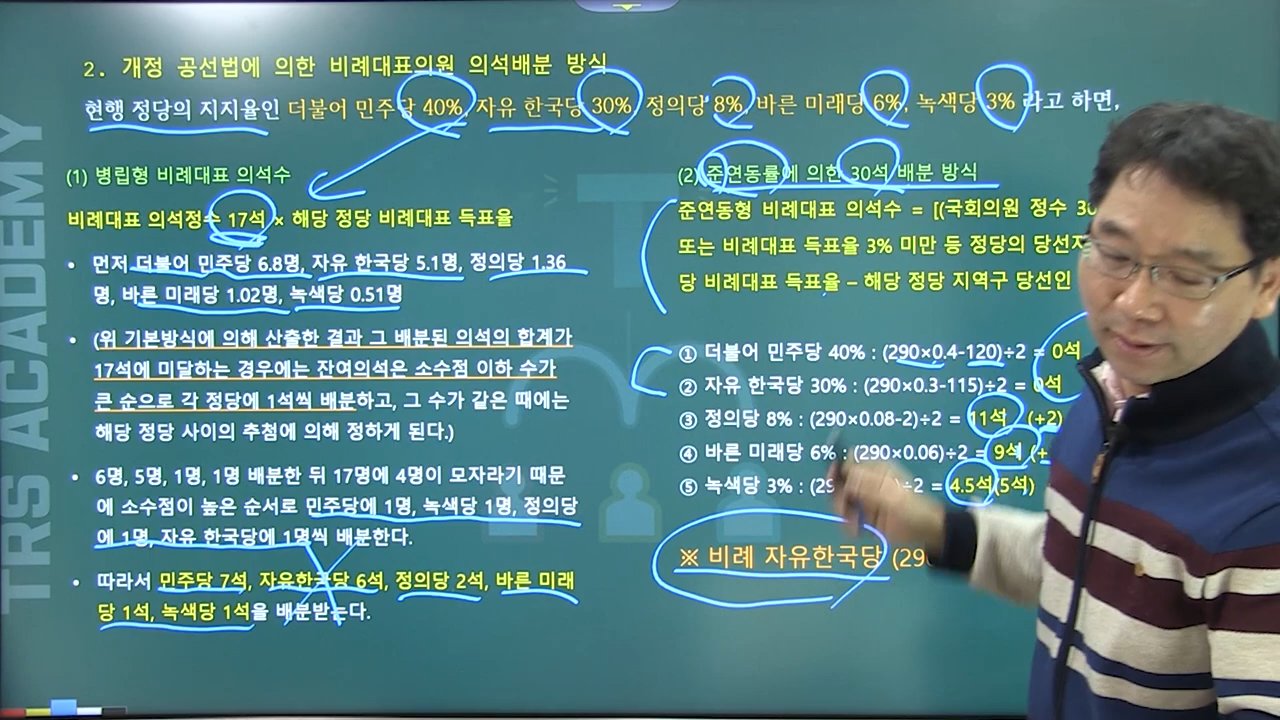 2. 개정 공선법에 의한 비례대표의원 의석배분 방식
현행 정당의 지지율인 더불어 민주당 40%, 자유 한국당 30%, 정의당 8%, 바른 미래당 6%, 녹색당 3% 라고 하면,
(1) 병립형 비례대표 의석수
비례대표 의석정수 17석 × 해당 정당 비례대표 득표율
• 먼저 더불어 민주당 6.8명, 자유 한국당 5.1명, 정의당 1.36
명, 바른 미래당 1.02명, 녹색당 0.51명
• (위 기본방식에 의해 산출한 결과 그 배분된 의석의 합계가
17석에 미달하는 경우에는 잔여의석은 소수점 이하 수가
큰 순으로 각 정당에 1석씩 배분하고, 그 수가 같은 때에는
해당 정당 사이의 추첨에 의해 정하게 된다.)
• 6명, 5명, 1명, 1명 배분한 뒤 17명에 4명이 모자라기 때문
에 소수점이 높은 순서로 민주당에 1명, 녹색당 1명, 정의당
에 1명, 자유 한국당에 1명씩 배분한다.
• 따라서 민주당 7석, 자유한국당 6석, 정의당 2석, 바른 미래
당 1석, 녹색당 1석을 배분받는다.
(2) 준연동률에 의한 30석 배분 방식
준연동형 비례대표 의석수 = [(국회의원 정수
또는 비례대표 득표율 3% 미만 등 정당의
당 비례대표 득표율 – 해당 정당 지역구 당선인
① 더불어 민주당 40% : (290×0.4-120)÷2 = 0석
② 자유 한국당 30% : (290×0.3-115)÷2 = 0석
③ 정의당 8% : (290×0.08-2)÷2 = 11석 (+2)
④ 바른 미래당 6% : (290×0.06)÷2 = 9석 (+
⑤ 녹색당 3% : (29 ÷2 = 4.5석(5석)
※ 비례 자유한국당 (290
TRS ACADEMY